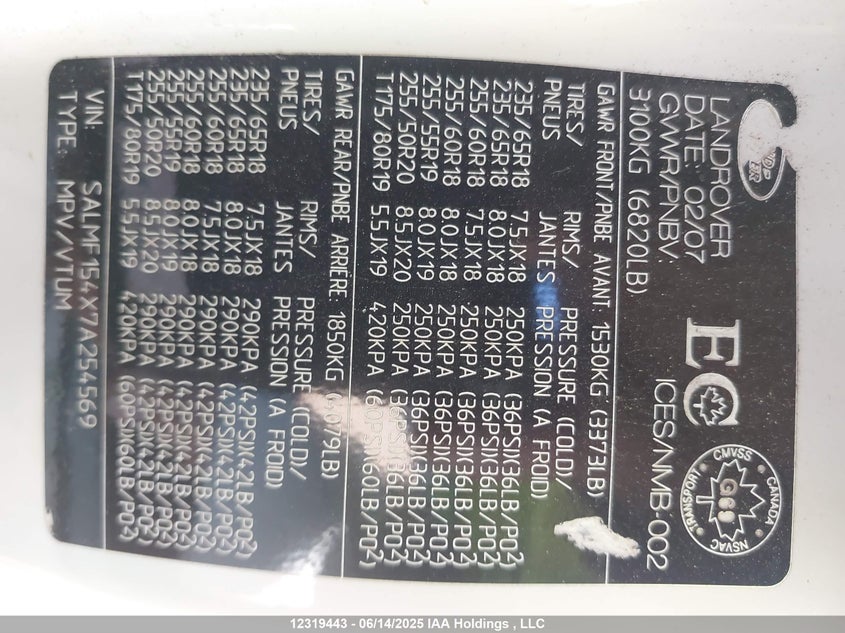 LANDROVER
DATE: 02/07
GWVR/PNBV
3100KG (6820LB)
EC
ICES/NMB-002
CMVSS
CANADA
TRANSPORT
NSVAC
GAWR FRONT/PNBE AVANT: 1530KG (3373LB)
TIRES/ RIMS/ PRESSURE (COLD)/
PNEUS JANTES PRESSION (A FROID)
235/65R18 7.5JX18 250KPA (36PSI)(36LB/PO2)
235/65R18 8.0JX18 250KPA (36PSI)(36LB/PO2)
255/60R18 7.5JX18 250KPA (36PSI)(36LB/PO2)
255/60R18 8.0JX18 250KPA (36PSI)(36LB/PO2)
255/55R19 8.0JX19 250KPA (36PSI)(36LB/PO2)
255/50R20 8.5JX20 250KPA (36PSI)(36LB/PO2)
T175/80R19 5.5JX19 420KPA (60PSI)(60LB/PO2)
GAWR REAR/PNBE ARRIÈRE: 1850KG
TIRES/ RIMS/ PRESSURE (COLD)/
PNEUS JANTES PRESSION (A FROID)
235/65R18 7.5JX18 290KPA (42PSI)(42LB/PO2)
235/65R18 8.0JX18 290KPA (42PSI)(42LB/PO2)
255/60R18 7.5JX18 290KPA (42PSI)(42LB/PO2)
255/60R18 8.0JX18 290KPA (42PSI)(42LB/PO2)
255/55R19 8.0JX19 290KPA (42PSI)(42LB/PO2)
255/50R20 8.5JX20 290KPA (42PSI)(42LB/PO2)
T175/80R19 5.5JX19 420KPA (60PSI)(60LB/PO2)
VIN: SALMF154X7A254569
TYPE: MPV/VTUM
12319443 - 06/14/2025 IAA Holdings , LLC